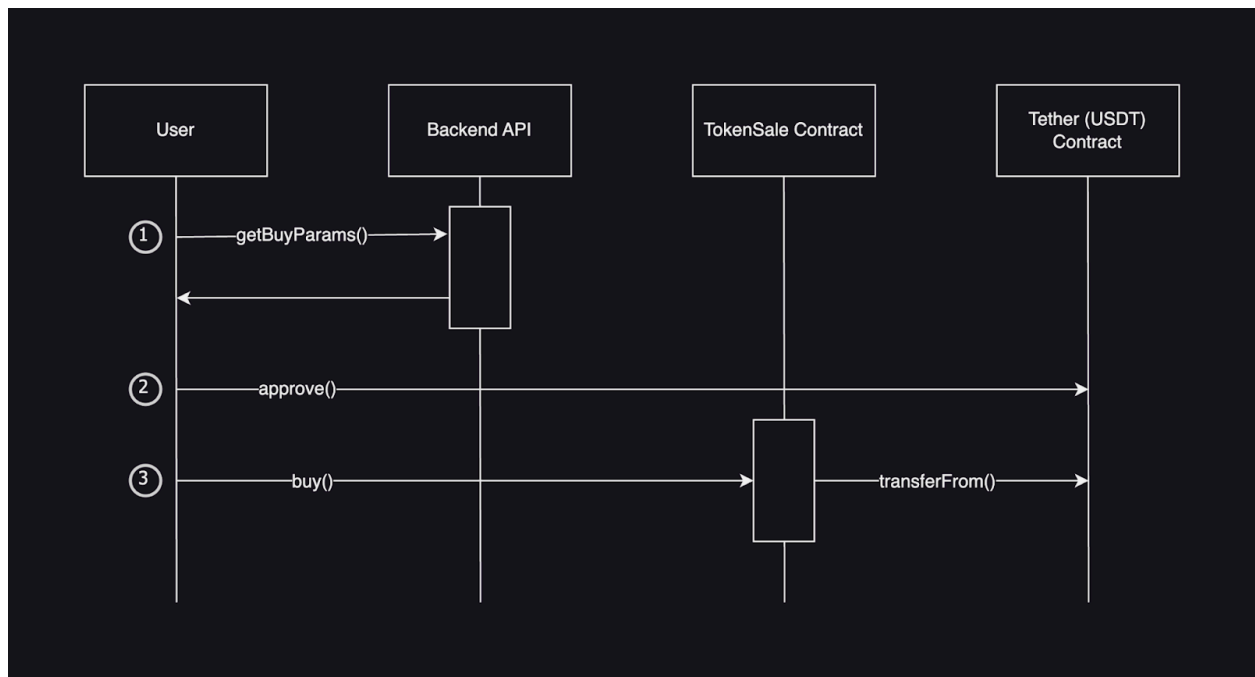 User
Backend API
TokenSale Contract
Tether (USDT)
Contract
1
getBuyParams()
2
approve()
3
buy()
transferFrom()